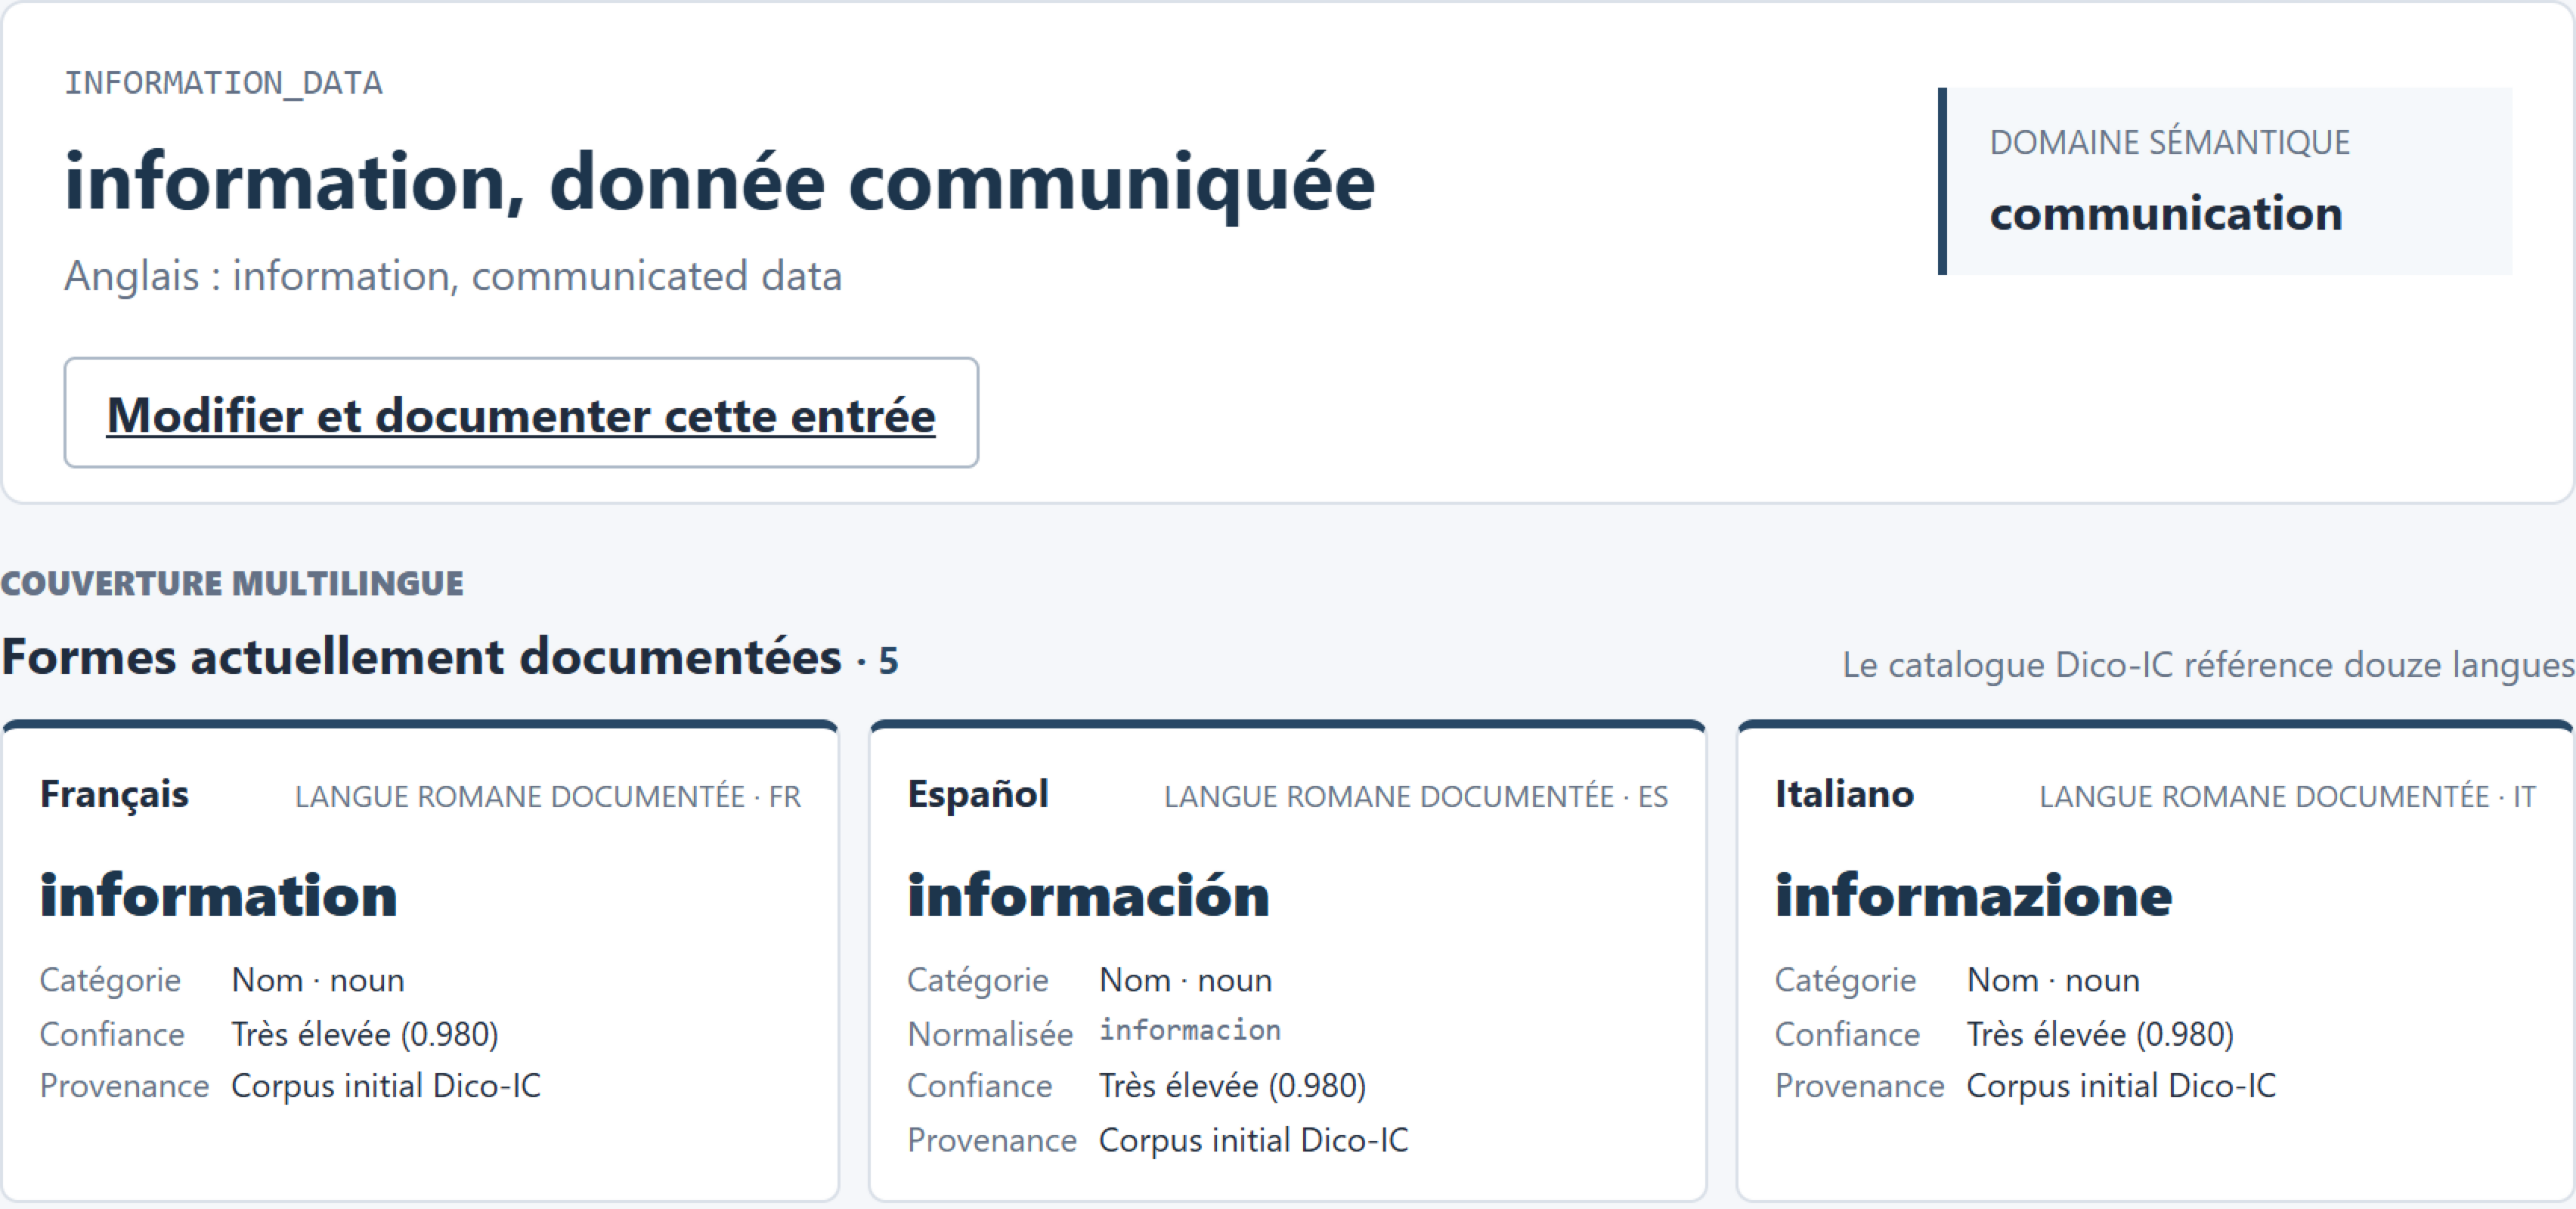 INFORMATION_DATA
information, donnée communiquée
Anglais : information, communicated data
Modifier et documenter cette entrée
DOMAINE SÉMANTIQUE
communication
COUVERTURE MULTILINGUE
Formes actuellement documentées · 5
Le catalogue Dico-IC référence douze langues
Français LANGUE ROMANE DOCUMENTÉE · FR
information
Catégorie Nom · noun
Confiance Très élevée (0.980)
Provenance Corpus initial Dico-IC
Español LANGUE ROMANE DOCUMENTÉE · ES
información
Catégorie Nom · noun
Normalisée informacion
Confiance Très élevée (0.980)
Provenance Corpus initial Dico-IC
Italiano LANGUE ROMANE DOCUMENTÉE · IT
informazione
Catégorie Nom · noun
Confiance Très élevée (0.980)
Provenance Corpus initial Dico-IC